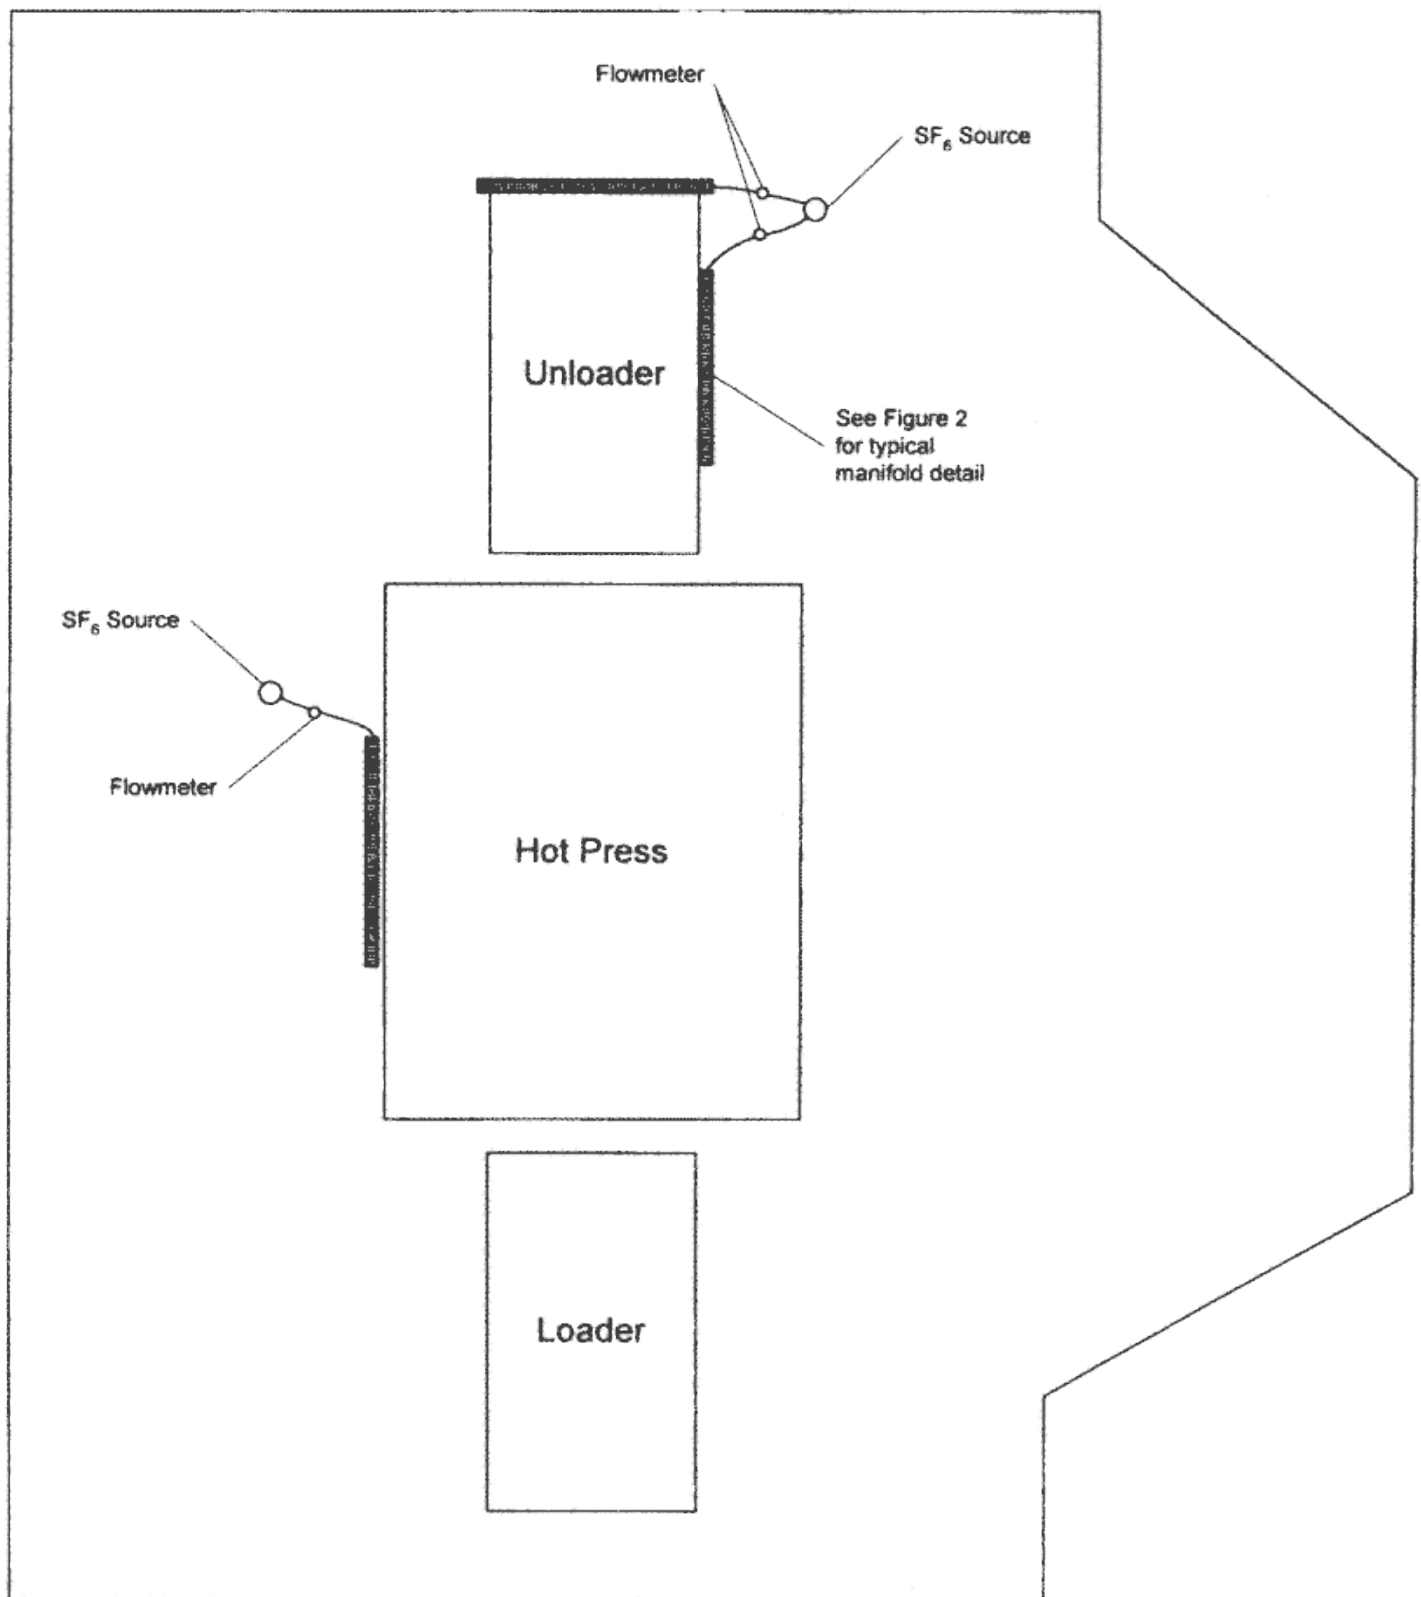 Flowmeter
SF₆ Source
Unloader
See Figure 2
for typical
manifold detail
SF₆ Source
Flowmeter
Hot Press
Loader